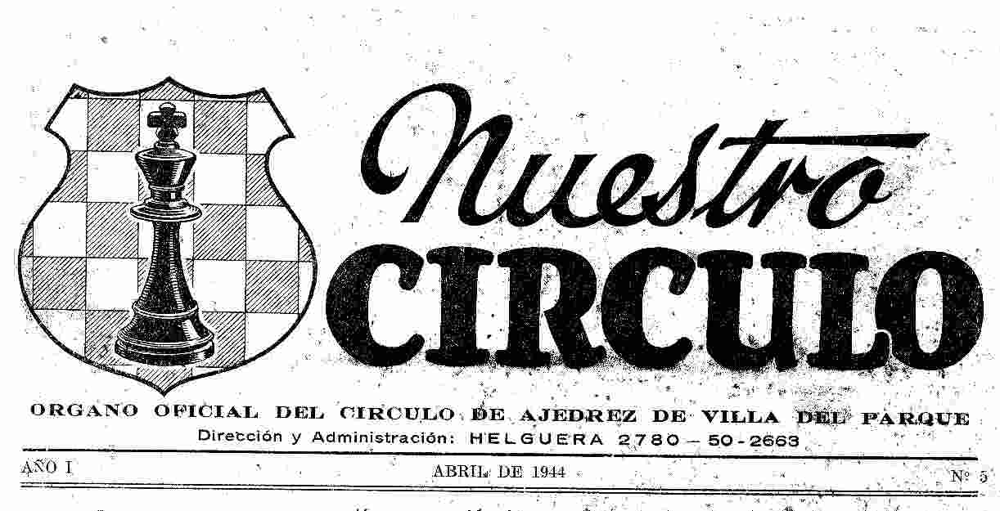 Nuestro
CIRCULO
ORGANO OFICIAL DEL CIRCULO DE AJEDREZ DE VILLA DEL PARQUE
Dirección y Administración: HELGUERA 2780 — 50-2663
AÑO I ABRIL DE 1944 Nº 5